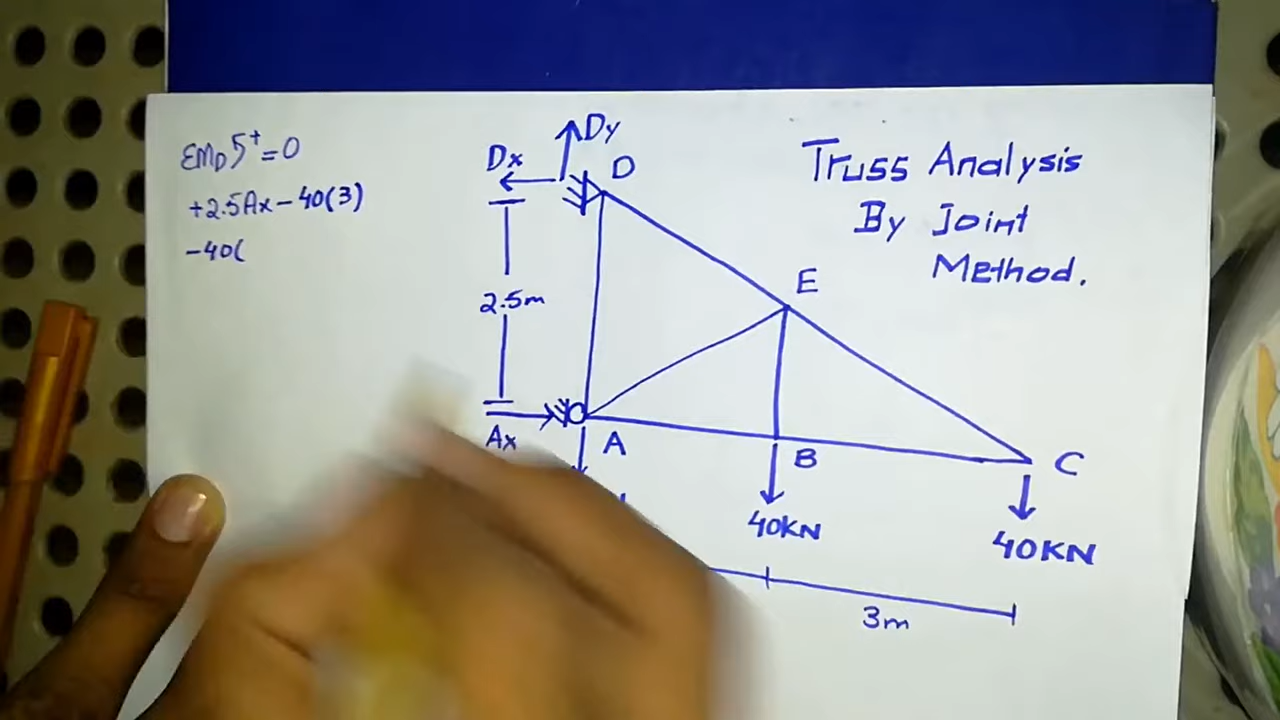 ΣM_D ↺+=0
+2.5Ax-40(3)
-40(
Truss Analysis
By Joint
Method.
Dy
Dx
D
E
2.5m
Ax
A
B
C
40KN
40KN
3m